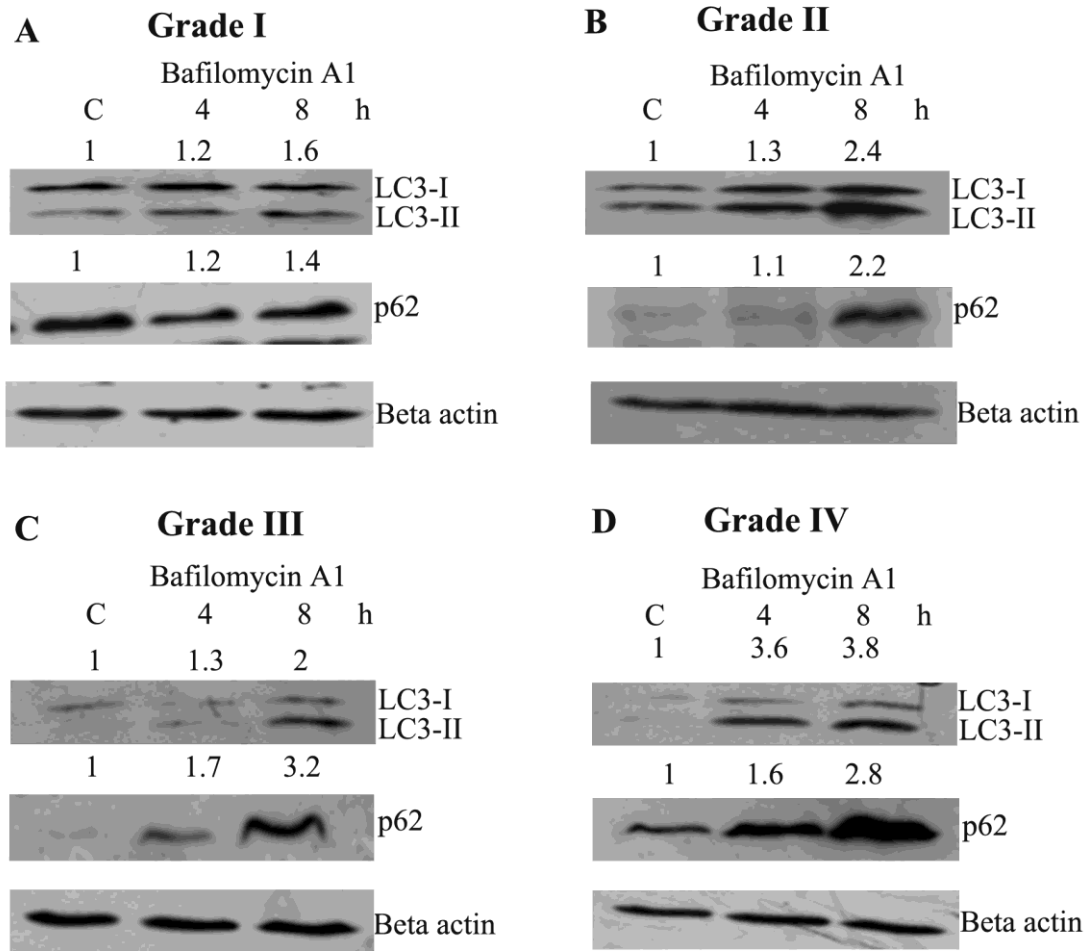 A Grade I
Bafilomycin A1
C 4 8 h
1 1.2 1.6
LC3-I
LC3-II
1 1.2 1.4
p62
Beta actin
B Grade II
Bafilomycin A1
C 4 8 h
1 1.3 2.4
LC3-I
LC3-II
1 1.1 2.2
p62
Beta actin
C Grade III
Bafilomycin A1
C 4 8 h
1 1.3 2
LC3-I
LC3-II
1 1.7 3.2
p62
Beta actin
D Grade IV
Bafilomycin A1
C 4 8 h
1 3.6 3.8
LC3-I
LC3-II
1 1.6 2.8
p62
Beta actin